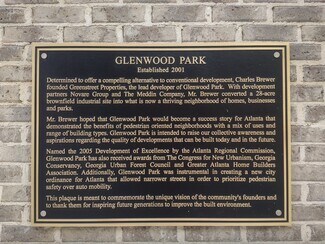 GLENWOOD PARK
Established 2001
Determined to offer a compelling alternative to conventional development, Charles Brewer
founded Greenstreet Properties, the lead developer of Glenwood Park. With development
partners Novare Group and The Meddin Company, Mr. Brewer converted a 28-acre
brownfield industrial site into what is now a thriving neighborhood of homes, businesses
and parks.
Mr. Brewer hoped that Glenwood Park would become a success story for Atlanta that
demonstrated the benefits of pedestrian oriented neighborhoods with a mix of uses and
range of building types. Glenwood Park is intended to raise our collective awareness and
aspirations regarding the quality of developments that can be built today and in the future.
Named the 2005 Development of Excellence by the Atlanta Regional Commission,
Glenwood Park has also received awards from The Congress for New Urbanism, Georgia
Conservancy, Georgia Urban Forest Council and Greater Atlanta Home Builders
Association. Additionally, Glenwood Park was instrumental in creating a new city
ordinance for Atlanta that allowed narrower streets in order to prioritize pedestrian
safety over auto mobility.
This plaque is meant to commemorate the unique vision of the community's founders and
to thank them for inspiring future generations to improve the built environment.